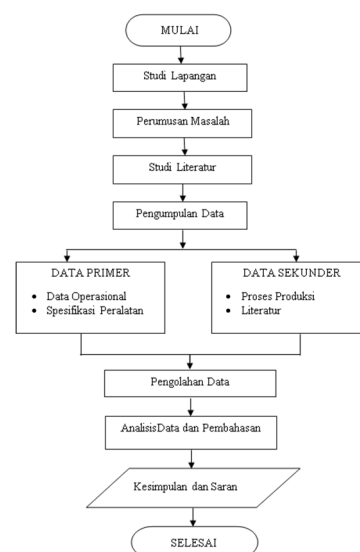 MULAI
Studi Lapangan
Perumusan Masalah
Studi Literatur
Pengumpulan Data
DATA PRIMER
• Data Operasional
• Spesifikasi Peralatan
DATA SEKUNDER
• Proses Produksi
• Literatur
Pengolahan Data
AnalisisData dan Pembahasan
Kesimpulan dan Saran
SELESAI